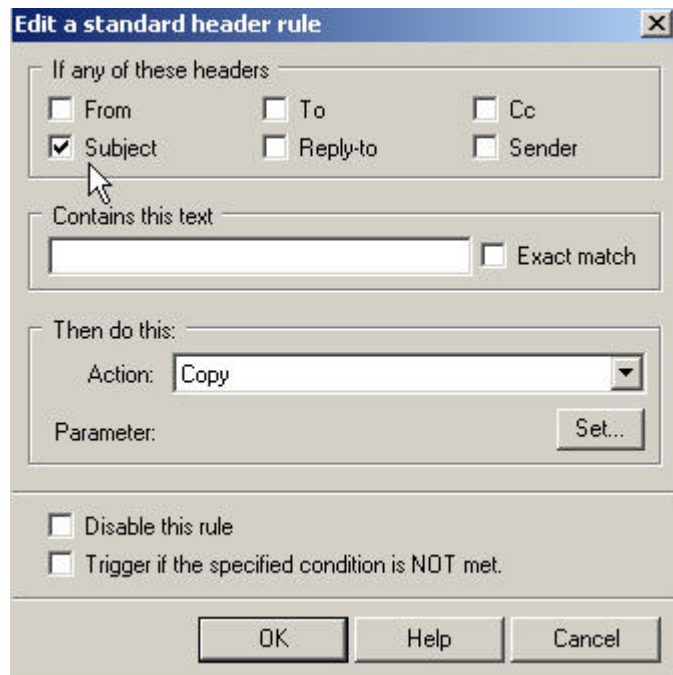 Edit a standard header rule
If any of these headers
From To Cc
Subject Reply-to Sender
Contains this text
Exact match
Then do this:
Action: Copy
Parameter: Set...
Disable this rule
Trigger if the specified condition is NOT met.
OK Help Cancel